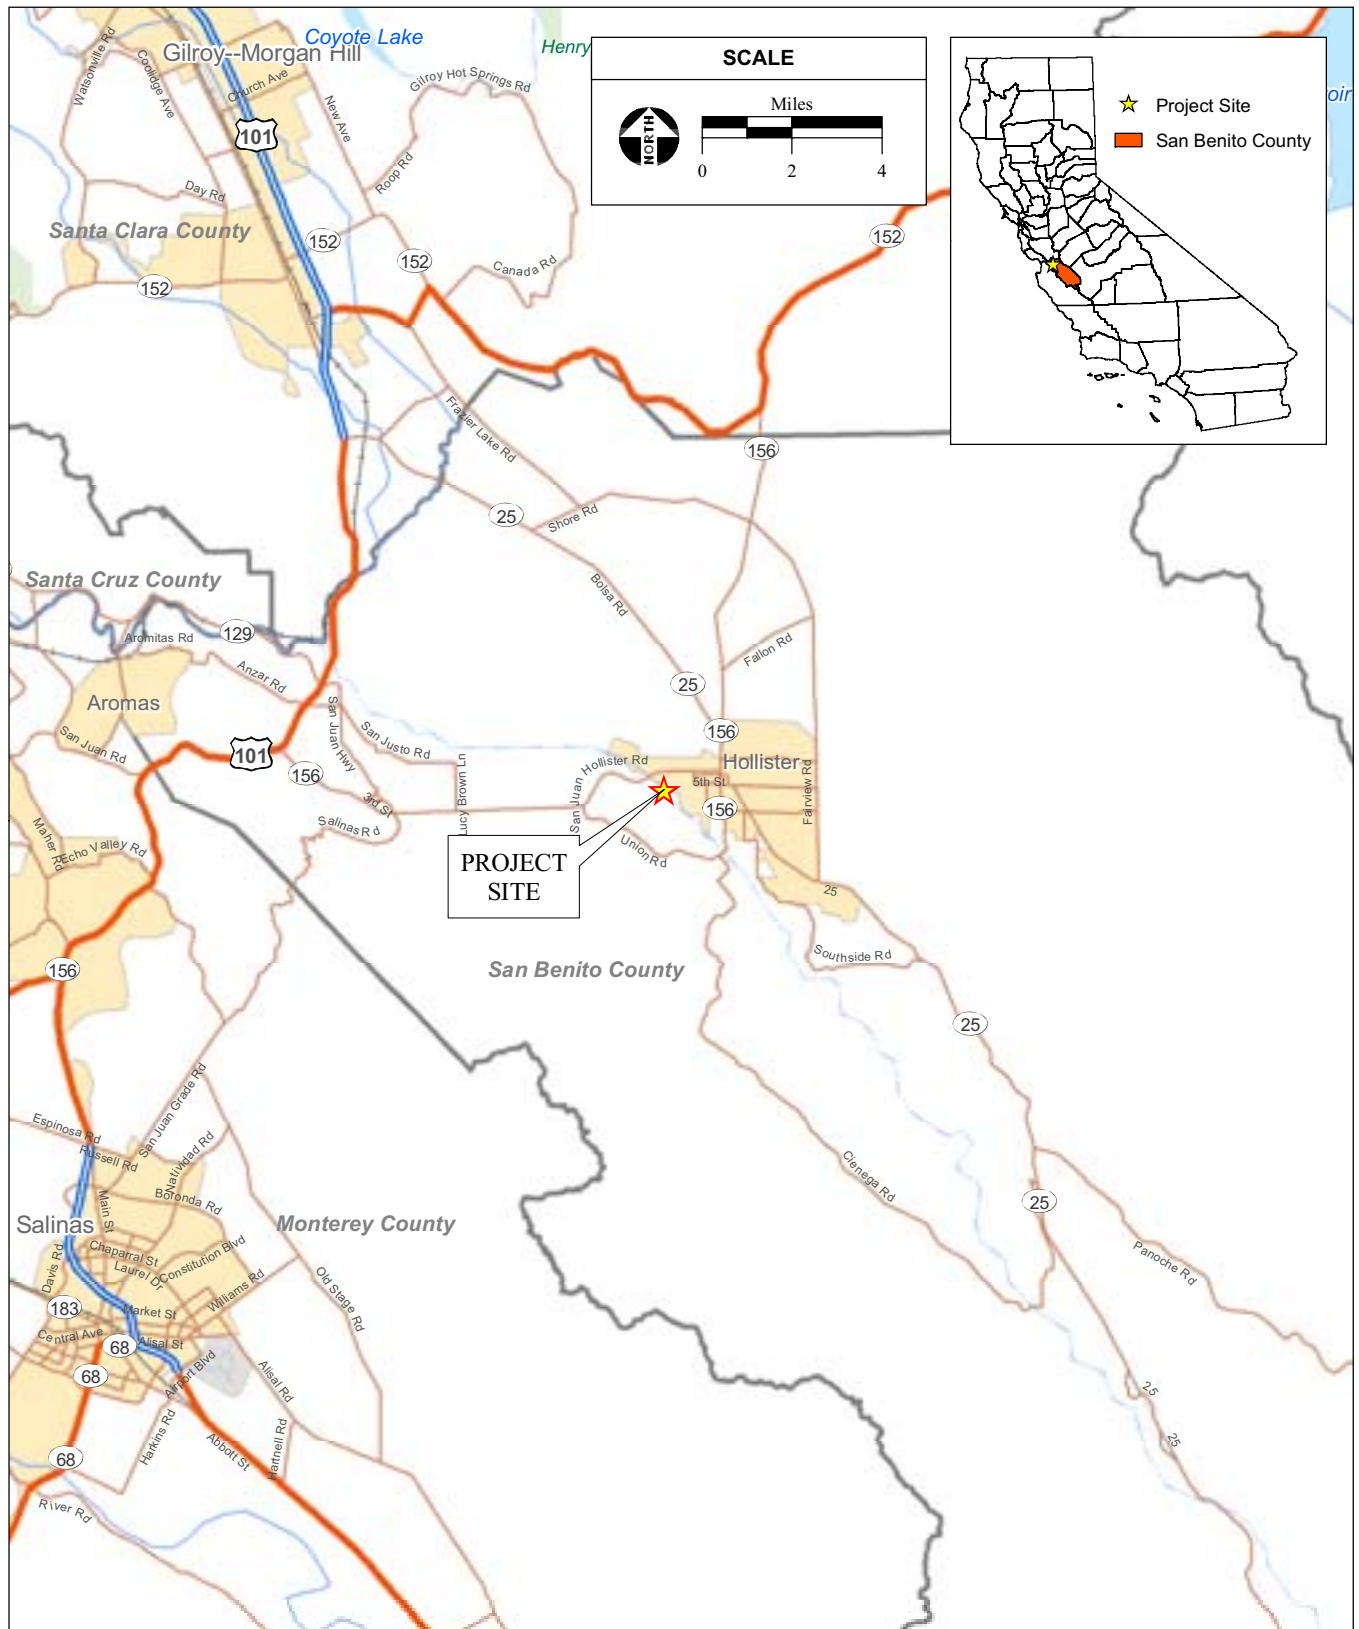 Coyote Lake
Gilroy--Morgan Hill
Henry
Watsonville Rd
Coolidge Ave
Church Ave
New Ave
Gilroy Hot Springs Rd
101
Roop Rd
Day Rd
Santa Clara County
152
152
152
152
Canada Rd
SCALE
Miles
NORTH
0 2 4
Project Site
San Benito County
oir
Frazier Lake Rd
156
25
Shore Rd
Santa Cruz County
Bolsa Rd
Aromitas Rd
129
Anzar Rd
Fallon Rd
25
Aromas
San Juan Rd
San Juan Hwy
San Justo Rd
101
156
156
Hollister
San Juan Hollister Rd
5th St
156
Fairview Rd
Lucy Brown Ln
3rd St
Salinas Rd
Union Rd
PROJECT
SITE
Maher Rd
Echo Valley Rd
25
Southside Rd
156
San Benito County
25
San Juan Grade Rd
Espinosa Rd
Russell Rd
Natividad Rd
Main St
Boronda Rd
Cienega Rd
25
Salinas
Monterey County
Chaparral St
Constitution Blvd
Laurel Dr
Davis Rd
Williams Rd
Old Stage Rd
Panoche Rd
183
Market St
Central Ave
68
Alisal St
68
Airport Blvd
Alisal Rd
25
25
Harkins Rd
Abbott St
Hartnell Rd
68
River Rd